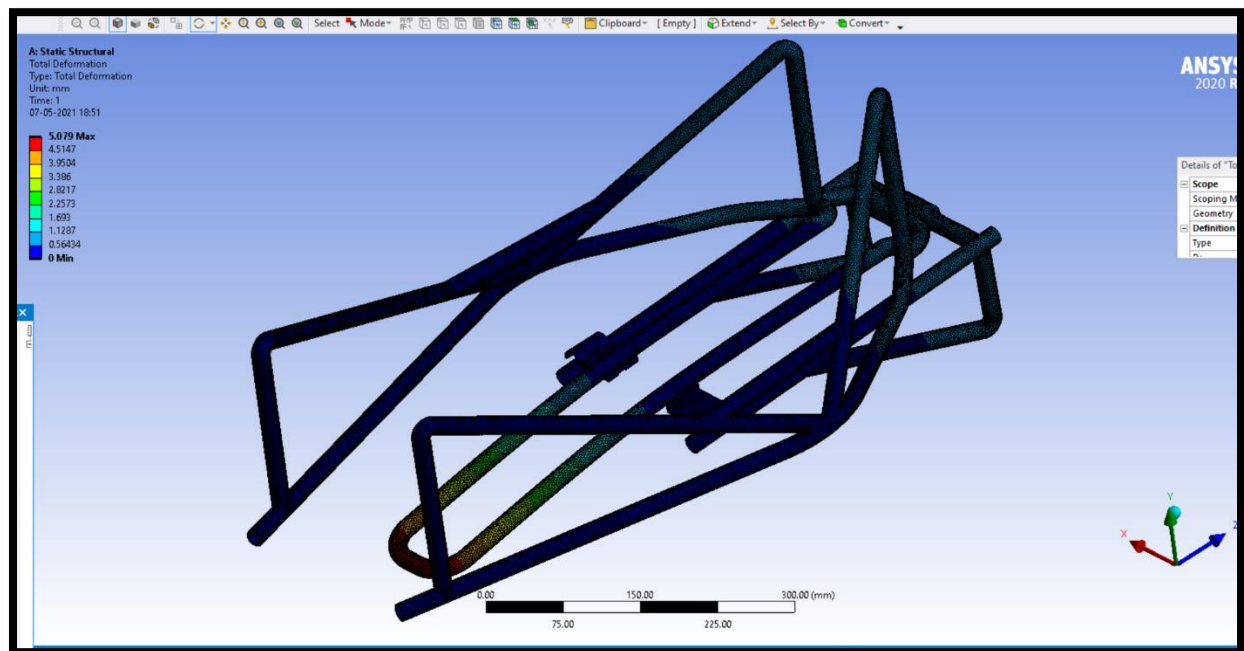 Select Mode Clipboard [ Empty ] Extend Select By Convert
A: Static Structural
Total Deformation
Type: Total Deformation
Unit: mm
Time: 1
07-05-2021 18:51
5.079 Max
4.5147
3.9504
3.386
2.8217
2.2573
1.693
1.1287
0.56434
0 Min
ANSYS
2020 R
Details of "To
Scope
Scoping M
Geometry
Definition
Type
Y
X
Z
0.00 150.00 300.00 (mm)
75.00 225.00